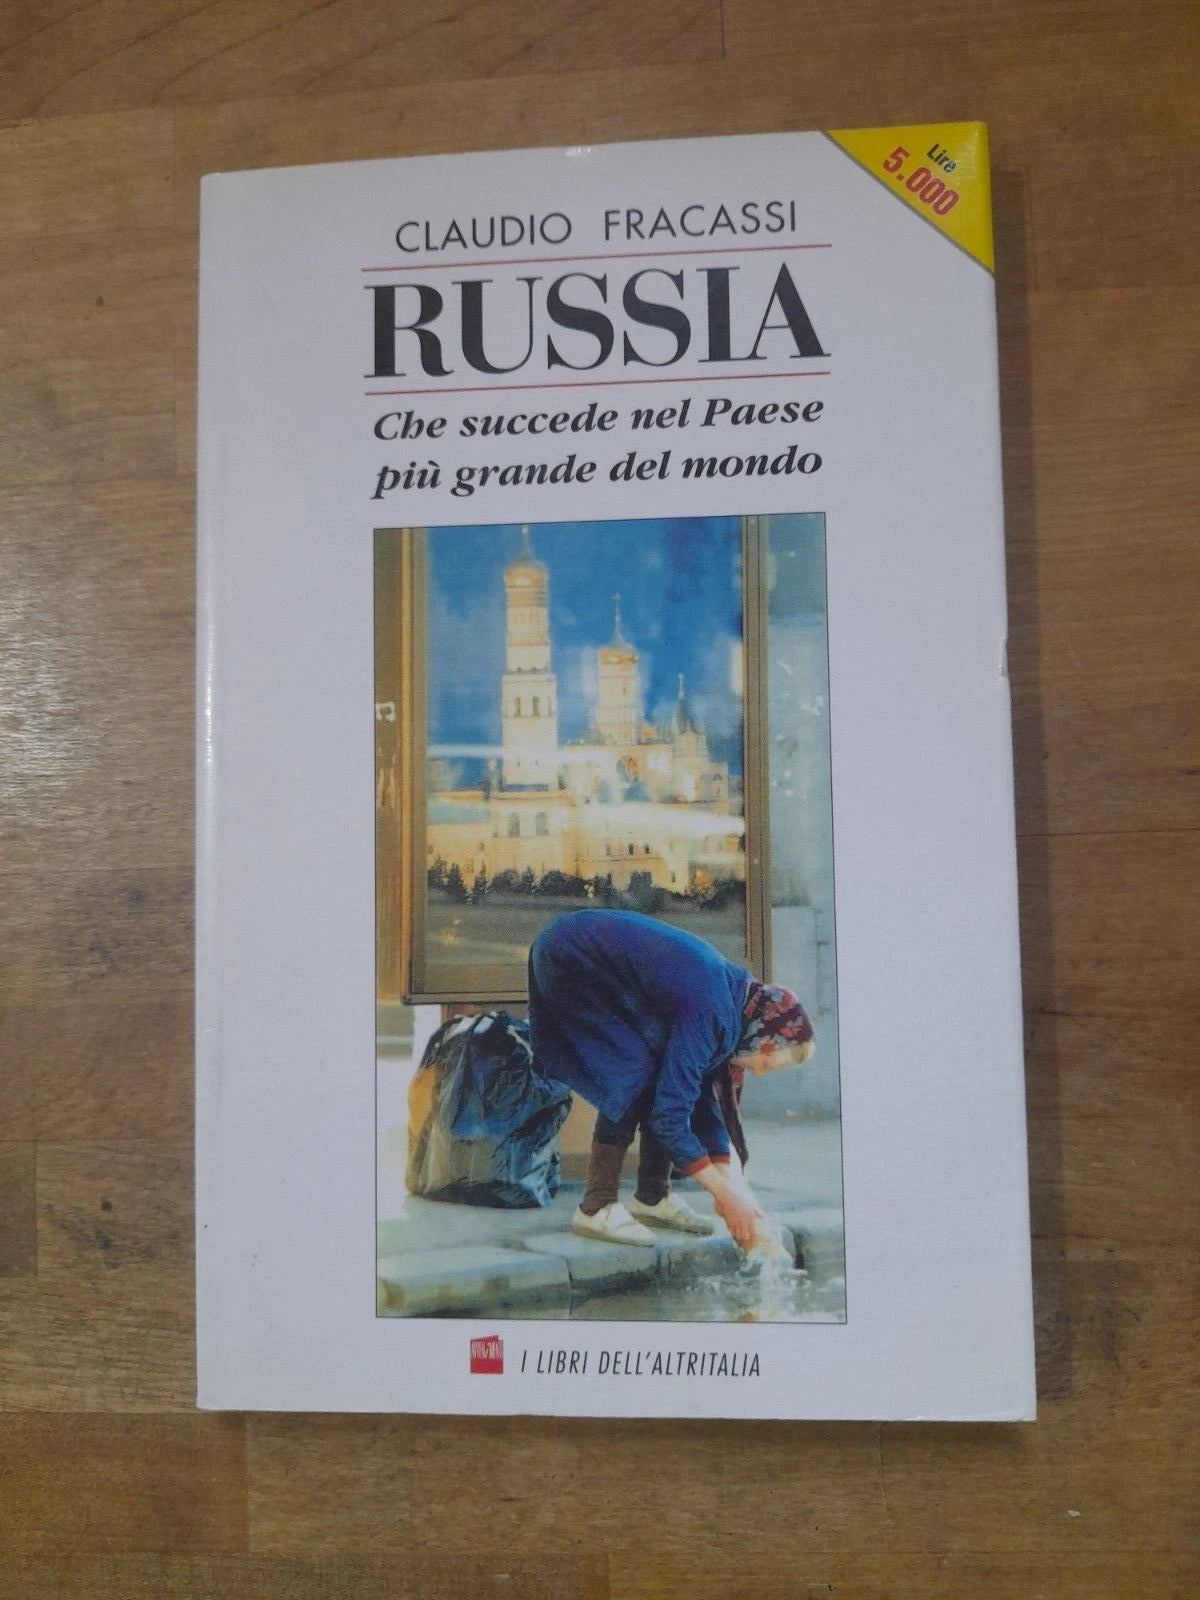 Lire
5.000
CLAUDIO FRACASSI
RUSSIA
Che succede nel Paese
più grande del mondo
I LIBRI DELL'ALTRITALIA